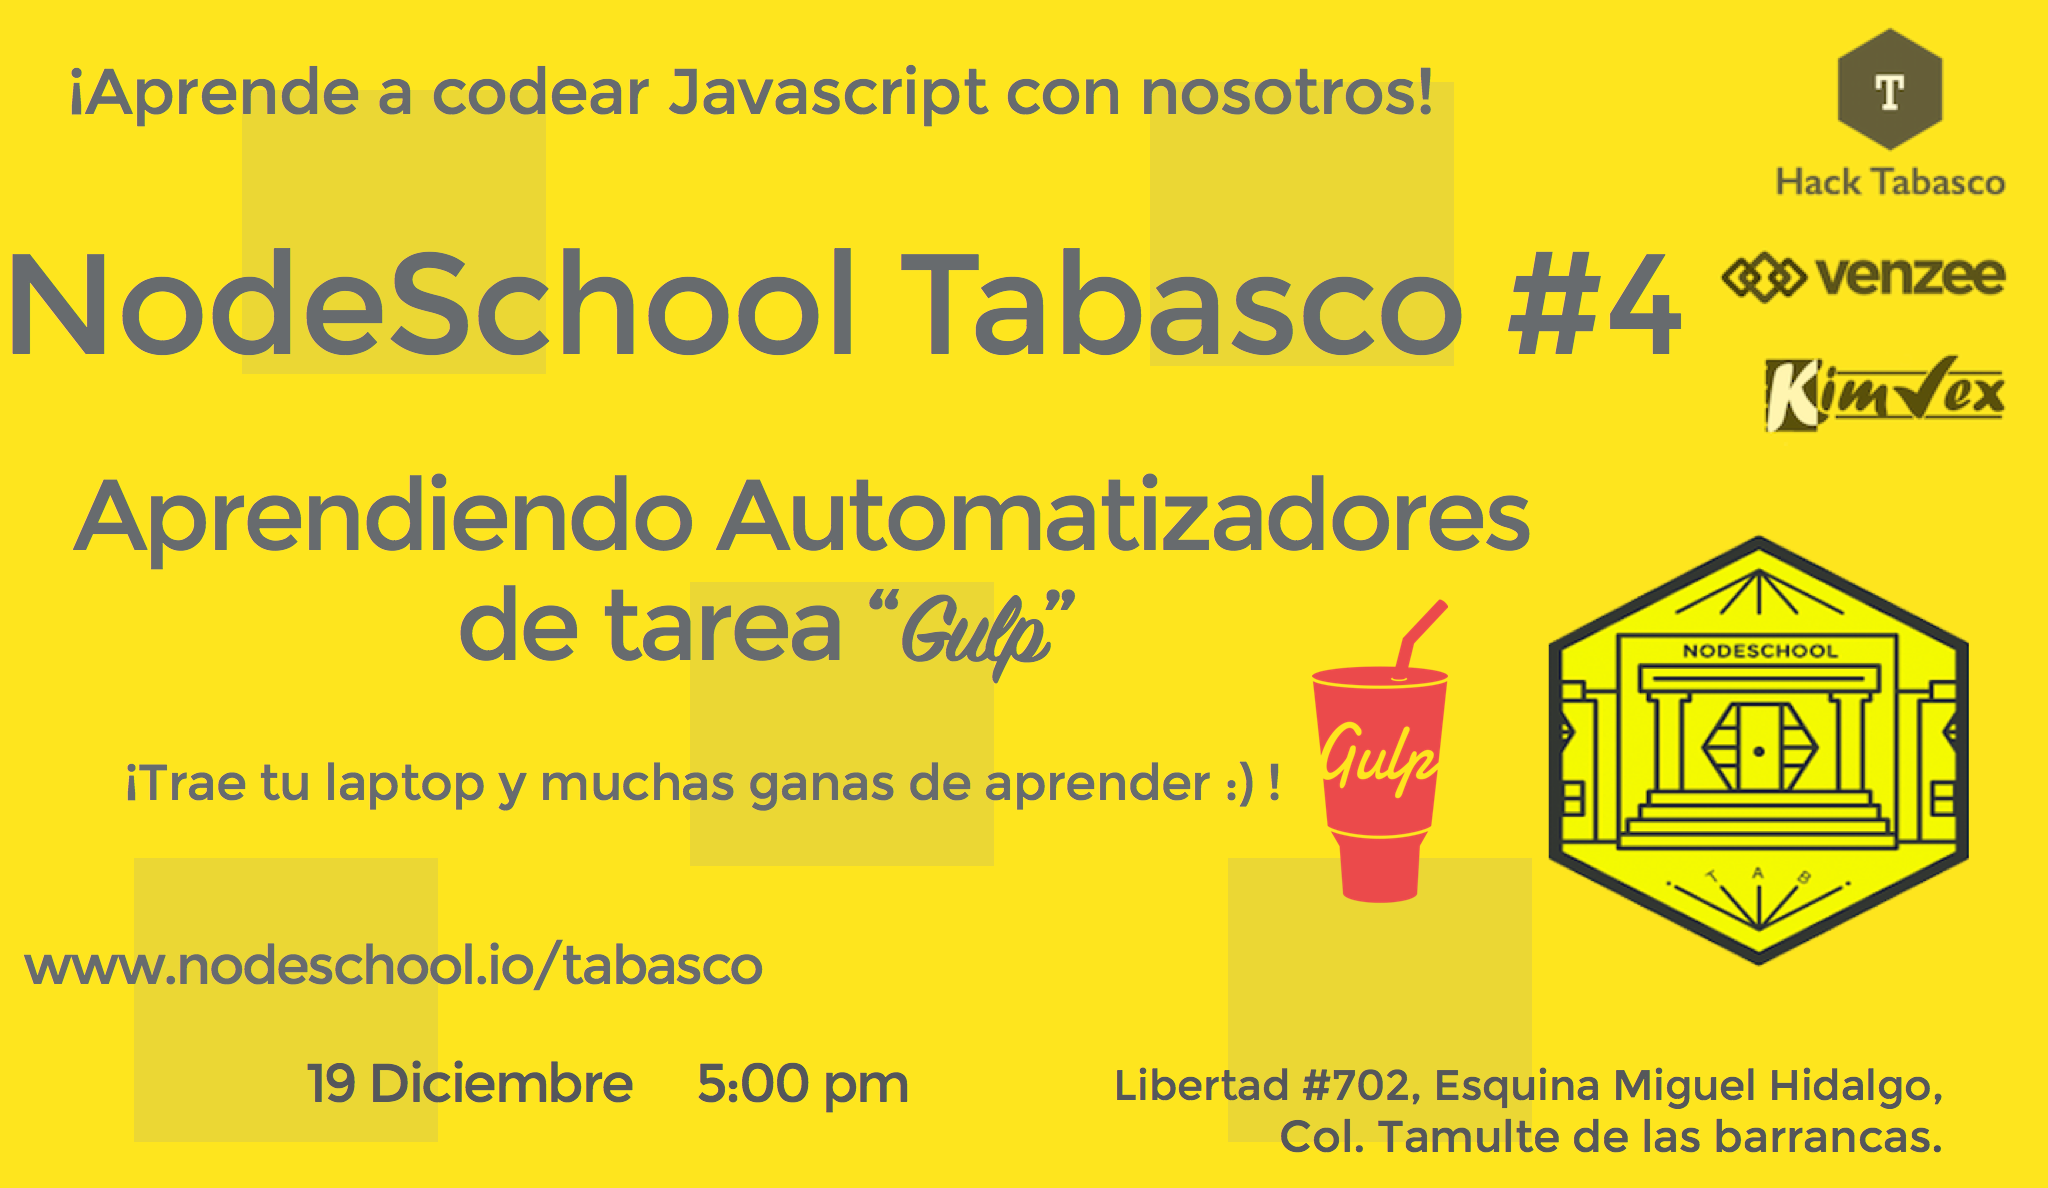 ¡Aprende a codear Javascript con nosotros!
T
Hack Tabasco
NodeSchool Tabasco #4
venzee
KimVex
Aprendiendo Automatizadores
de tarea “Gulp”
NODESCHOOL
Gulp
¡Trae tu laptop y muchas ganas de aprender :) !
T A B
www.nodeschool.io/tabasco
19 Diciembre 5:00 pm
Libertad #702, Esquina Miguel Hidalgo,
Col. Tamulte de las barrancas.